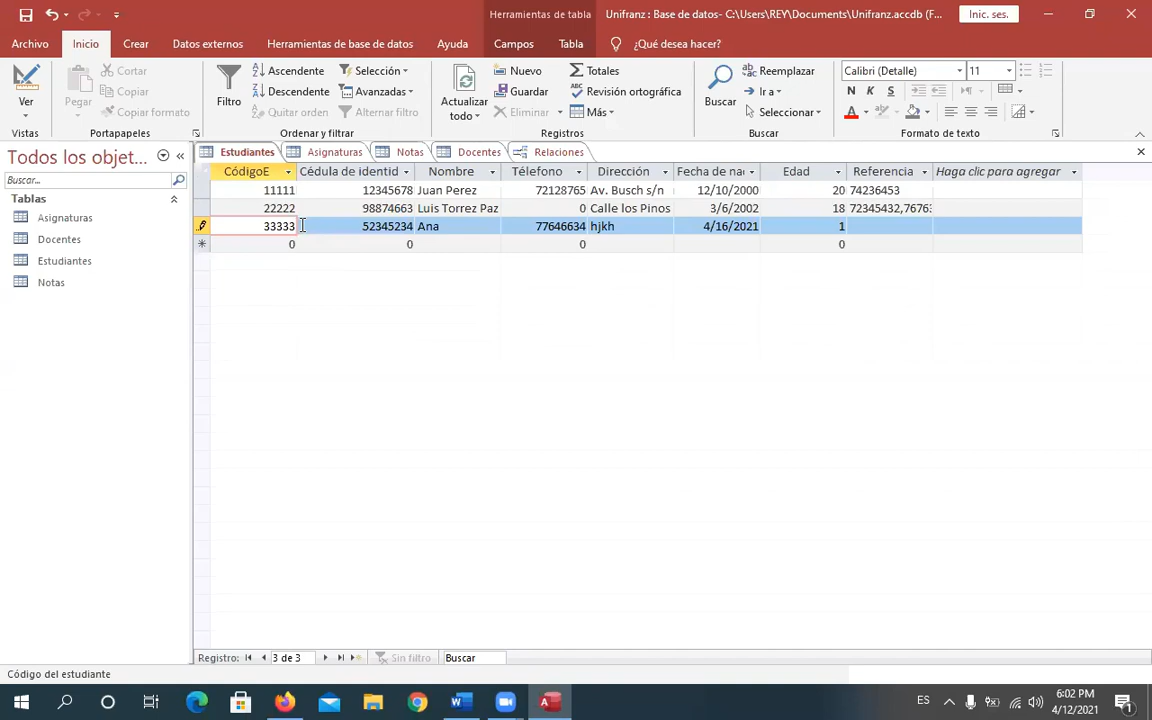 Herramientas de tabla
Unifranz : Base de datos- C:\Users\REY\Documents\Unifranz.accdb (F...
Inic. ses.
Archivo
Inicio
Crear
Datos externos
Herramientas de base de datos
Ayuda
Campos
Tabla
¿Qué desea hacer?
Ver
Vistas
Pegar
Cortar
Copiar
Copiar formato
Portapapeles
Filtro
Ascendente
Descendente
Quitar orden
Selección
Avanzadas
Alternar filtro
Ordenar y filtrar
Actualizar todo
Nuevo
Guardar
Eliminar
Totales
Revisión ortográfica
Más
Registros
Buscar
Reemplazar
Ir a
Buscar
Calibri (Detalle)
11
N K S
A
Formato de texto
Todos los objet...
Buscar...
Tablas
Asignaturas
Docentes
Estudiantes
Notas
Estudiantes Asignaturas Notas Docentes Relaciones
CódigoE Cédula de identid Nombre Télefono Dirección Fecha de na Edad Referencia Haga clic para agregar
11111 12345678 Juan Perez 72128765 Av. Busch s/n 12/10/2000 20 74236453
22222 98874663 Luis Torrez Paz 0 Calle los Pinos 3/6/2002 18 72345432,7676
33333 52345234 Ana 77646634 hjkh 4/16/2021 1
0 0 0 0
Registro: 3 de 3 Sin filtro Buscar
Código del estudiante
ES
6:02 PM
4/12/2021
1